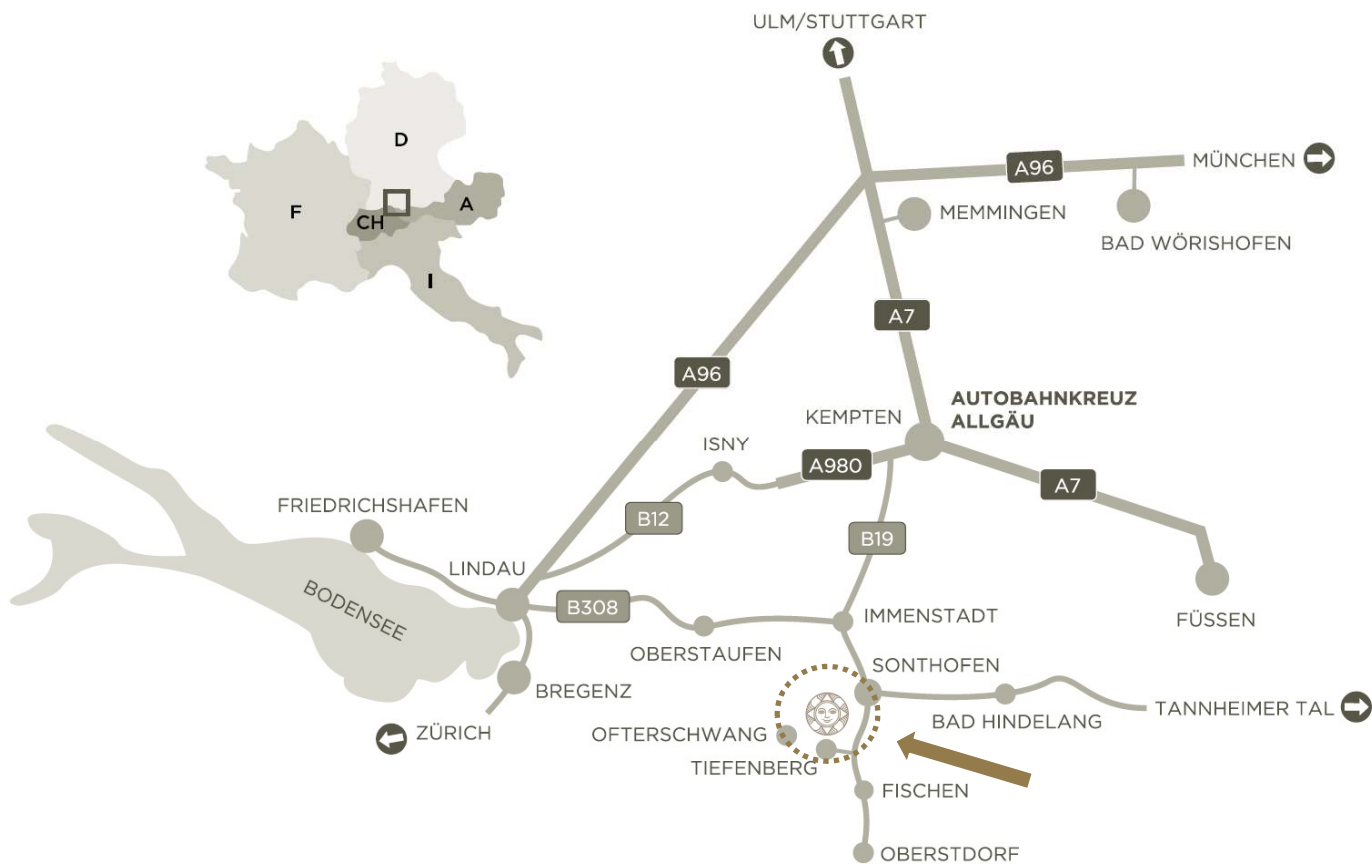 ULM/STUTTGART
D
F
CH
A
I
A96
MÜNCHEN
MEMMINGEN
BAD WÖRISHOFEN
A7
A96
AUTOBAHNKREUZ
ALLGÄU
KEMPTEN
ISNY
A980
A7
FRIEDRICHSHAFEN
B12
B19
LINDAU
BODENSEE
B308
IMMENSTADT
FÜSSEN
OBERSTAUFEN
SONTHOFEN
BREGENZ
BAD HINDELANG
TANNHEIMER TAL
ZÜRICH
OFTERSCHWANG
TIEFENBERG
FISCHEN
OBERSTDORF